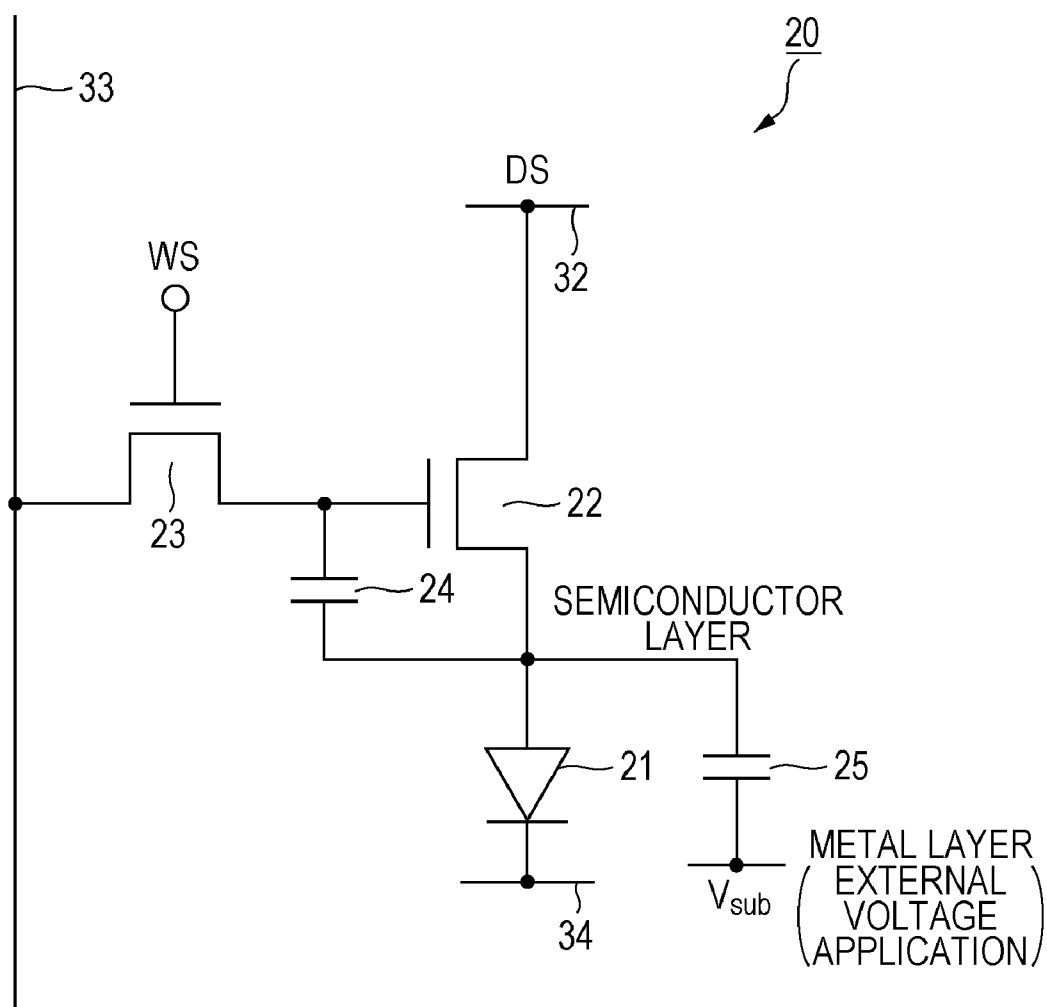 20
33
DS
32
WS
22
23
24
SEMICONDUCTOR
LAYER
21
25
METAL LAYER
(EXTERNAL
VOLTAGE
APPLICATION)
Vsub
34